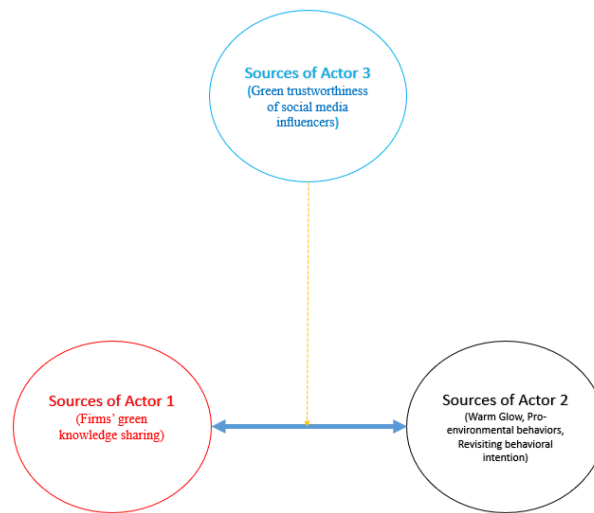 Sources of Actor 3
(Green trustworthiness
of social media
influencers)
Sources of Actor 1
(Firms' green
knowledge sharing)
Sources of Actor 2
(Warm Glow, Pro-
environmental behaviors,
Revisiting behavioral
intention)